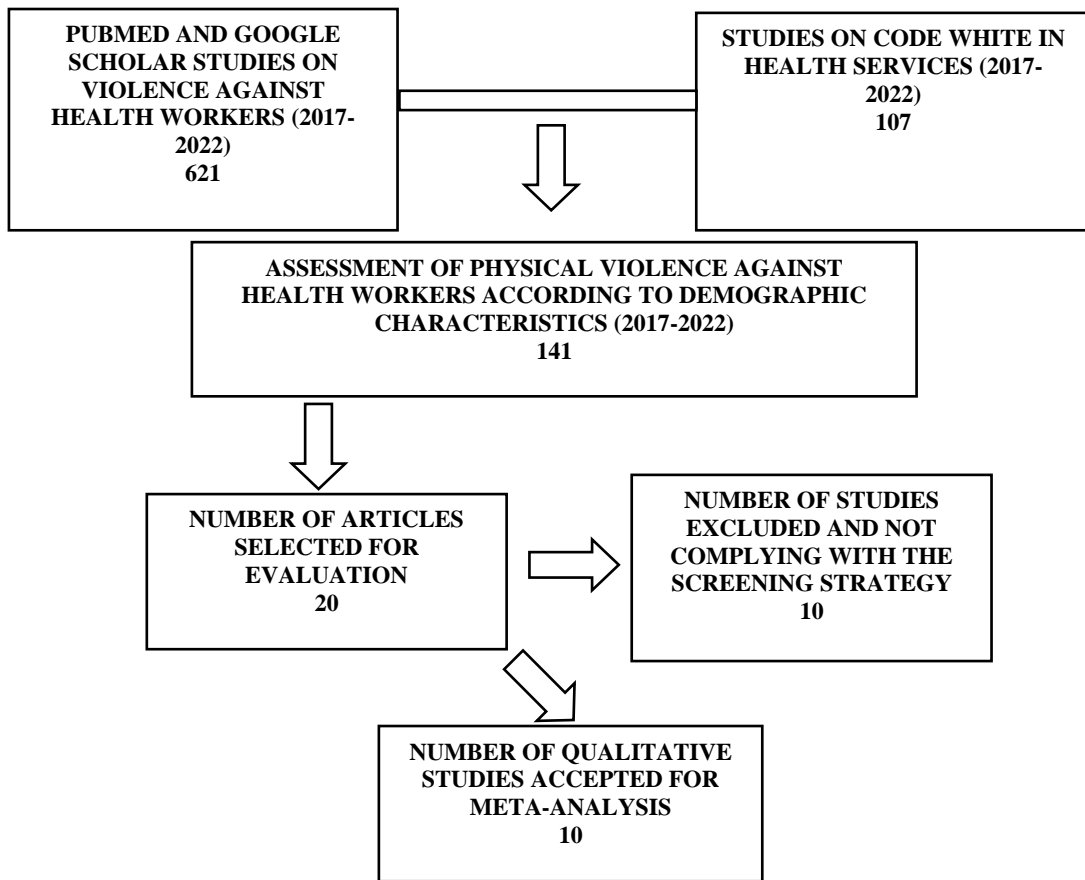 PUBMED AND GOOGLE
SCHOLAR STUDIES ON
VIOLENCE AGAINST
HEALTH WORKERS (2017-
2022)
621
STUDIES ON CODE WHITE IN
HEALTH SERVICES (2017-
2022)
107
ASSESSMENT OF PHYSICAL VIOLENCE AGAINST
HEALTH WORKERS ACCORDING TO DEMOGRAPHIC
CHARACTERISTICS (2017-2022)
141
NUMBER OF ARTICLES
SELECTED FOR
EVALUATION
20
NUMBER OF STUDIES
EXCLUDED AND NOT
COMPLYING WITH THE
SCREENING STRATEGY
10
NUMBER OF QUALITATIVE
STUDIES ACCEPTED FOR
META-ANALYSIS
10